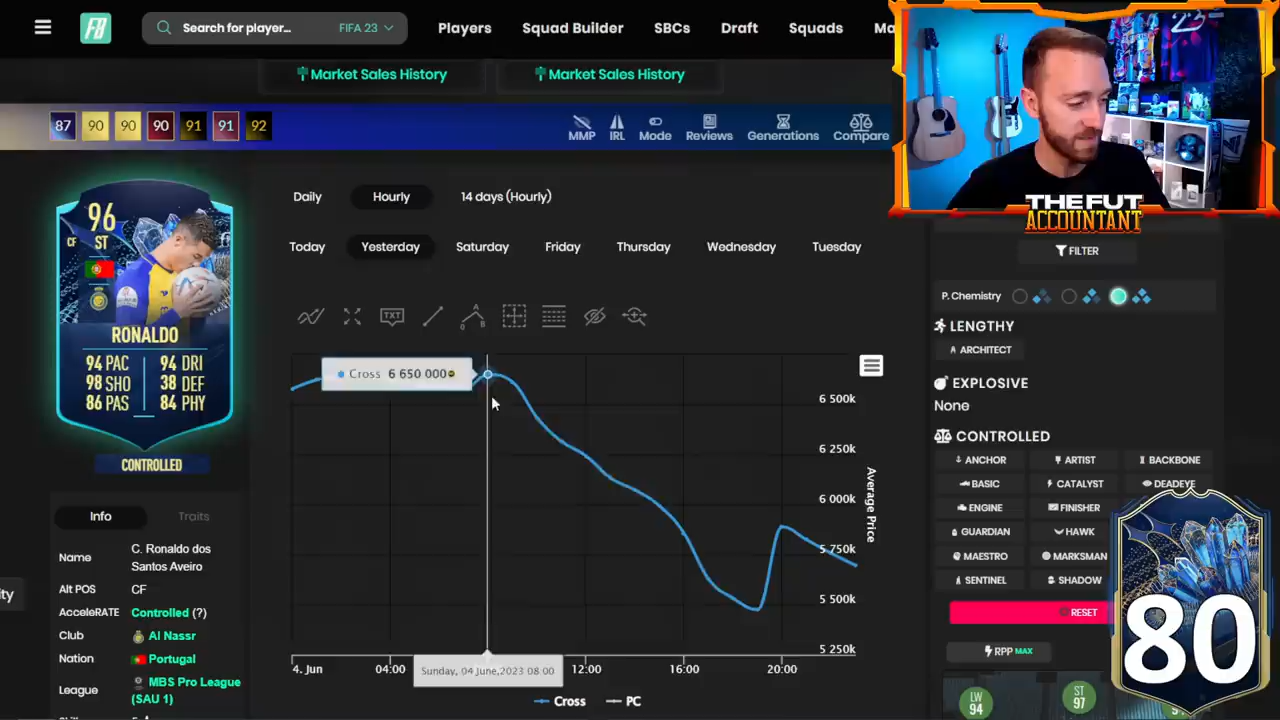 Search for player... FIFA 23
Players Squad Builder SBCs Draft Squads Ma
Market Sales History Market Sales History
87 90 90 90 91 91 92
MMP IRL Mode Reviews Generations Compare
23
THE FUT
ACCOUNTANT
Daily Hourly 14 days (Hourly)
Today Yesterday Saturday Friday Thursday Wednesday Tuesday
TXT
96
CF
ST
RONALDO
94 PAC 94 DRI
98 SHO 38 DEF
86 PAS 84 PHY
CONTROLLED
Info Traits
Name C. Ronaldo dos
Santos Aveiro
Alt POS CF
AcceleRATE Controlled (?)
Club Al Nassr
Nation Portugal
League MBS Pro League
(SAU 1)
ty
Cross 6 650 000
6 500k
6 250k
6 000k
5 750k
5 500k
5 250k
Average Price
4. Jun 04:00 12:00 16:00 20:00
Sunday, 04 June, 2023 08:00
Cross PC
FILTER
P. Chemistry
LENGTHY
ARCHITECT
EXPLOSIVE
None
CONTROLLED
ANCHOR ARTIST BACKBONE
BASIC CATALYST DEADEYE
ENGINE FINISHER
GUARDIAN HAWK
MAESTRO MARKSMAN
SENTINEL SHADOW
RESET
RPP MAX
LW
94
ST
97
80